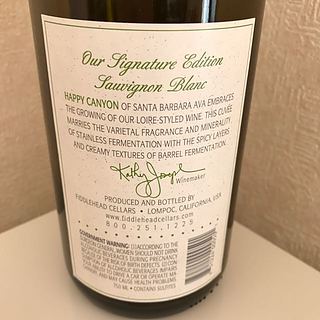 Our Signature Edition
Sauvignon Blanc
HAPPY CANYON OF SANTA BARBARA AVA EMBRACES
THE GROWING OF OUR LOIRE-STYLED WINE. THIS CUVÉE
MARRIES THE VARIETAL FRAGRANCE AND MINERALITY
OF STAINLESS FERMENTATION WITH THE SPICY LAYERS
AND CREAMY TEXTURES OF BARREL FERMENTATION.
Kathy Joseph
Winemaker
PRODUCED AND BOTTLED BY
FIDDLEHEAD CELLARS • LOMPOC, CALIFORNIA, USA
www.fiddleheadcellars.com
800.251.1225
GOVERNMENT WARNING: (1) ACCORDING TO THE
SURGEON GENERAL, WOMEN SHOULD NOT DRINK
ALCOHOLIC BEVERAGES DURING PREGNANCY
BECAUSE OF THE RISK OF BIRTH DEFECTS. (2) CON-
SUMPTION OF ALCOHOLIC BEVERAGES IMPAIRS
YOUR ABILITY TO DRIVE A CAR OR OPERATE MA-
CHINERY, AND MAY CAUSE HEALTH PROBLEMS.
750 ML • CONTAINS SULFITES